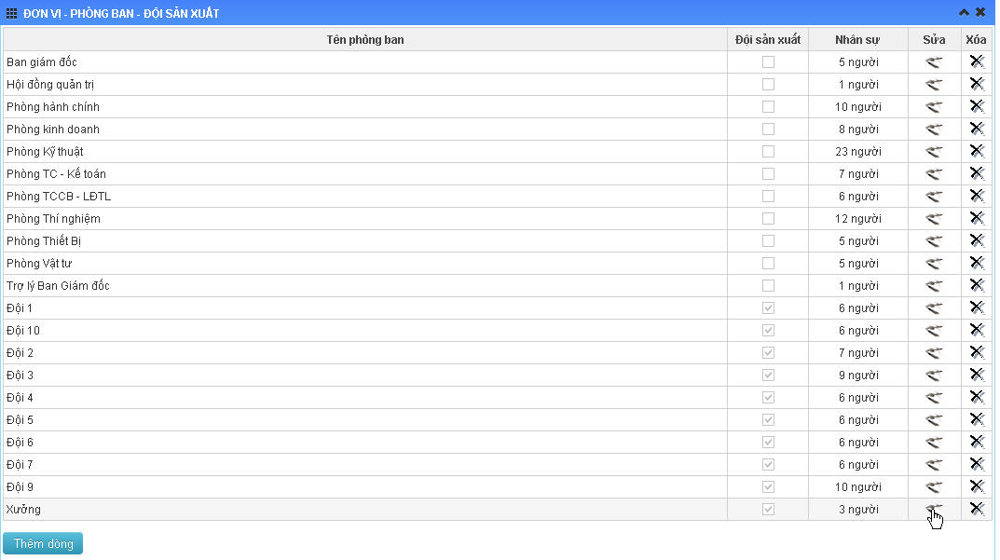 ĐƠN VỊ - PHÒNG BAN - ĐỘI SẢN XUẤT
Tên phòng ban Đội sản xuất Nhân sự Sửa Xóa
Ban giám đốc 5 người
Hội đồng quản trị 1 người
Phòng hành chính 10 người
Phòng kinh doanh 8 người
Phòng Kỹ thuật 23 người
Phòng TC - Kế toán 7 người
Phòng TCCB - LĐTL 6 người
Phòng Thí nghiệm 12 người
Phòng Thiết Bị 5 người
Phòng Vật tư 5 người
Trợ lý Ban Giám đốc 1 người
Đội 1 6 người
Đội 10 6 người
Đội 2 7 người
Đội 3 9 người
Đội 4 6 người
Đội 5 6 người
Đội 6 6 người
Đội 7 6 người
Đội 9 10 người
Xưởng 3 người
Thêm dòng